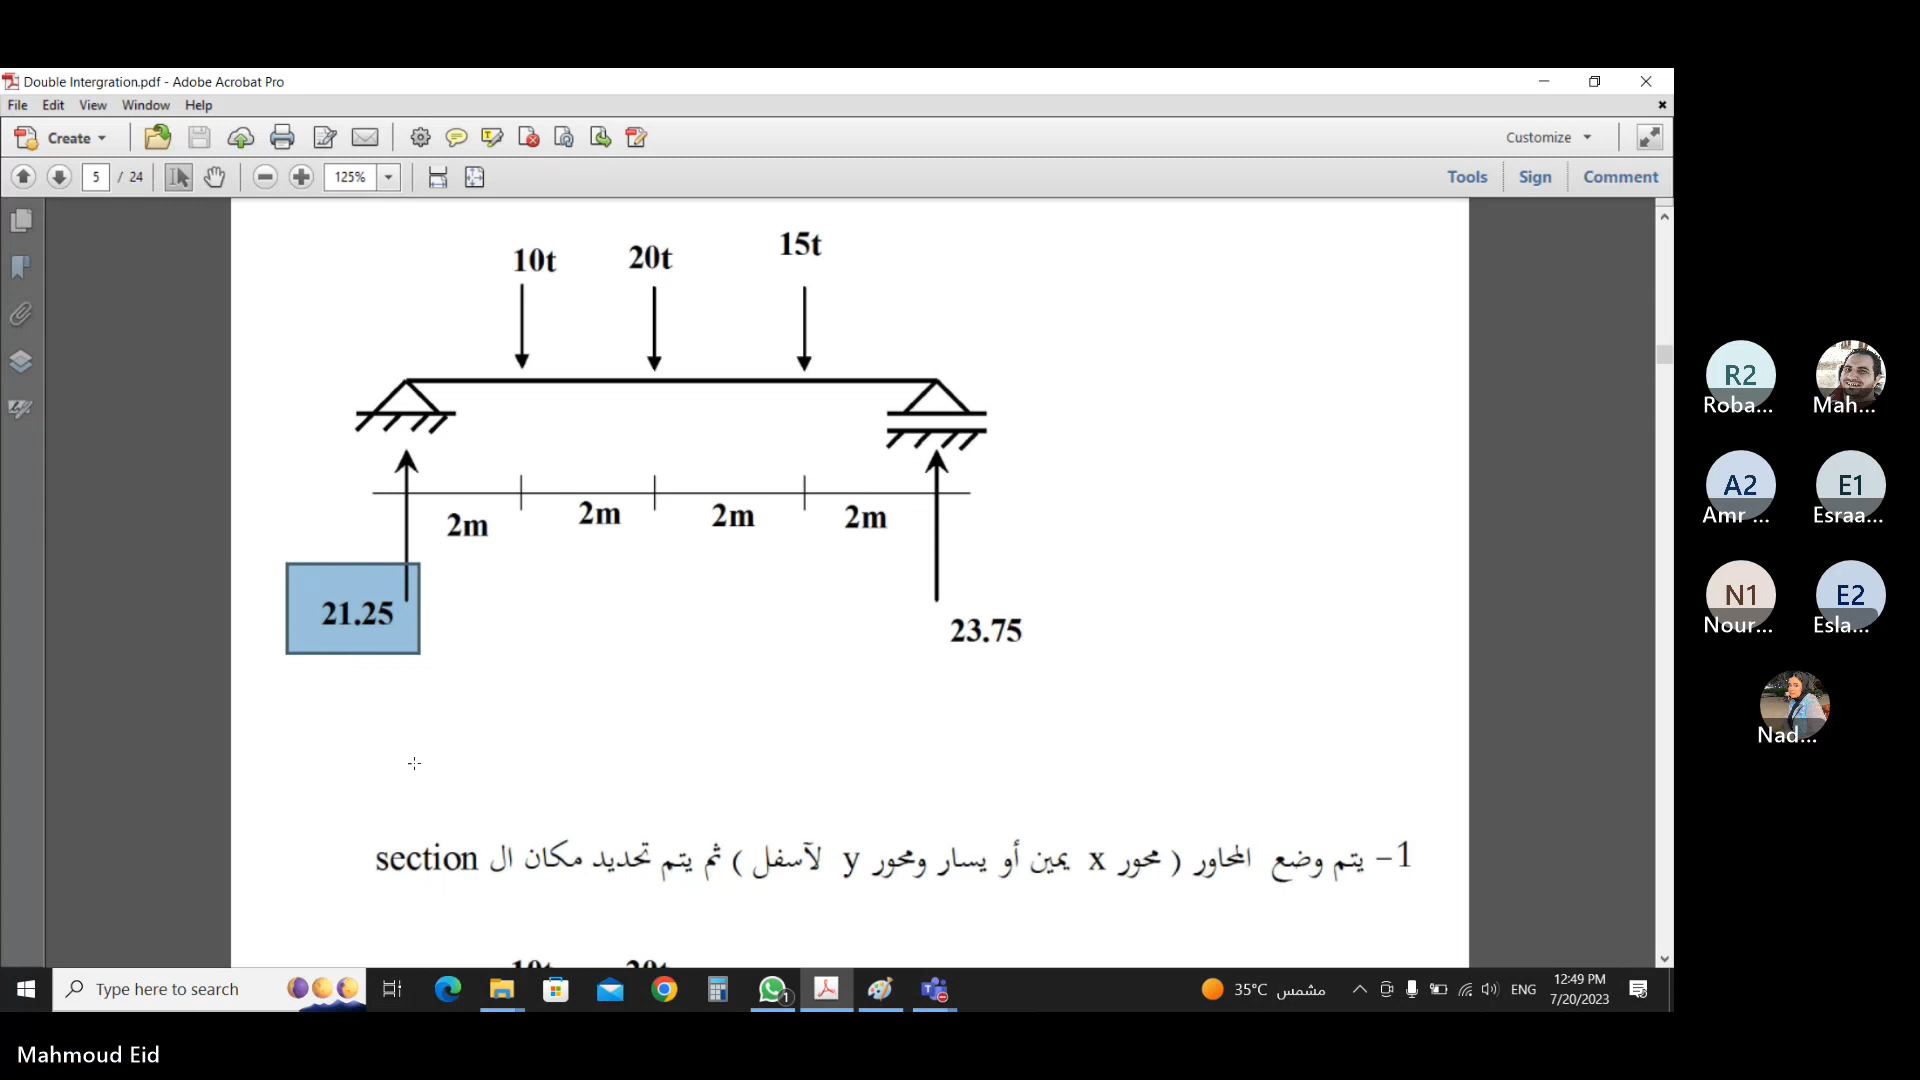 Double Intergration.pdf - Adobe Acrobat Pro
File Edit View Window Help
Create Customize
5 / 24 125% Tools Sign Comment
10t 20t 15t
2m 2m 2m 2m
21.25
23.75
1- يتم وضع المحاور ( محور x يمين أو يسار ومحور y لآسفل ) ثم يتم تحديد مكان ال section
R2
Roba...
Mah...
A2
Amr ...
E1
Esraa...
N1
Nour...
E2
Esla...
Nad...
Type here to search
1
35°C مشمس
ENG
12:49 PM
7/20/2023
Mahmoud Eid